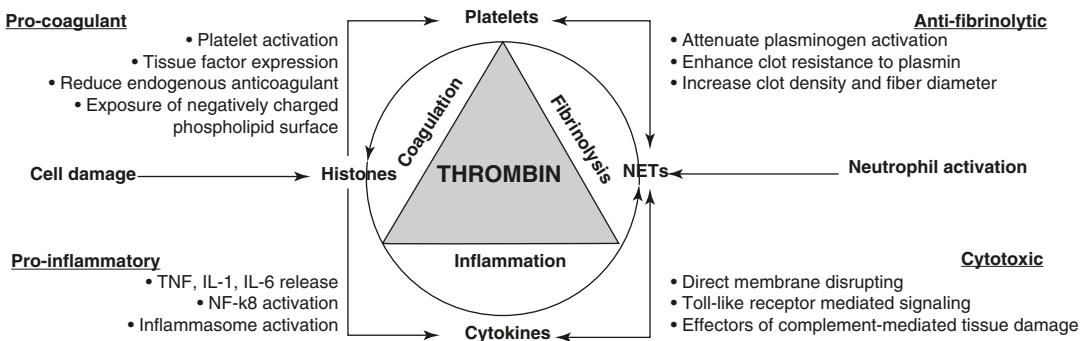 Platelets
Pro-coagulant
• Platelet activation
• Tissue factor expression
• Reduce endogenous anticoagulant
• Exposure of negatively charged
phospholipid surface
Anti-fibrinolytic
• Attenuate plasminogen activation
• Enhance clot resistance to plasmin
• Increase clot density and fiber diameter
Coagulation
Fibrinolysis
Cell damage
Histones
THROMBIN
NETs
Neutrophil activation
Inflammation
Pro-inflammatory
• TNF, IL-1, IL-6 release
• NF-k8 activation
• Inflammasome activation
Cytotoxic
• Direct membrane disrupting
• Toll-like receptor mediated signaling
• Effectors of complement-mediated tissue damage
Cytokines